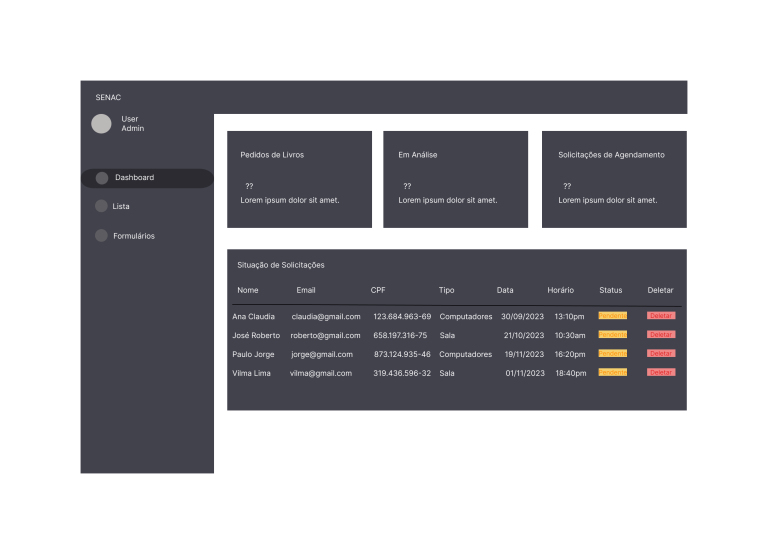 SENAC
User
Admin
Dashboard
Lista
Formulários
Pedidos de Livros
??
Lorem ipsum dolor sit amet.
Em Análise
??
Lorem ipsum dolor sit amet.
Solicitações de Agendamento
??
Lorem ipsum dolor sit amet.
Situação de Solicitações
Nome Email CPF Tipo Data Horário Status Deletar
Ana Claudia claudia@gmail.com 123.684.963-69 Computadores 30/09/2023 13:10pm Pendente Deletar
José Roberto roberto@gmail.com 658.197.316-75 Sala 21/10/2023 10:30am Pendente Deletar
Paulo Jorge jorge@gmail.com 873.124.935-46 Computadores 19/11/2023 16:20pm Pendente Deletar
Vilma Lima vilma@gmail.com 319.436.596-32 Sala 01/11/2023 18:40pm Pendente Deletar